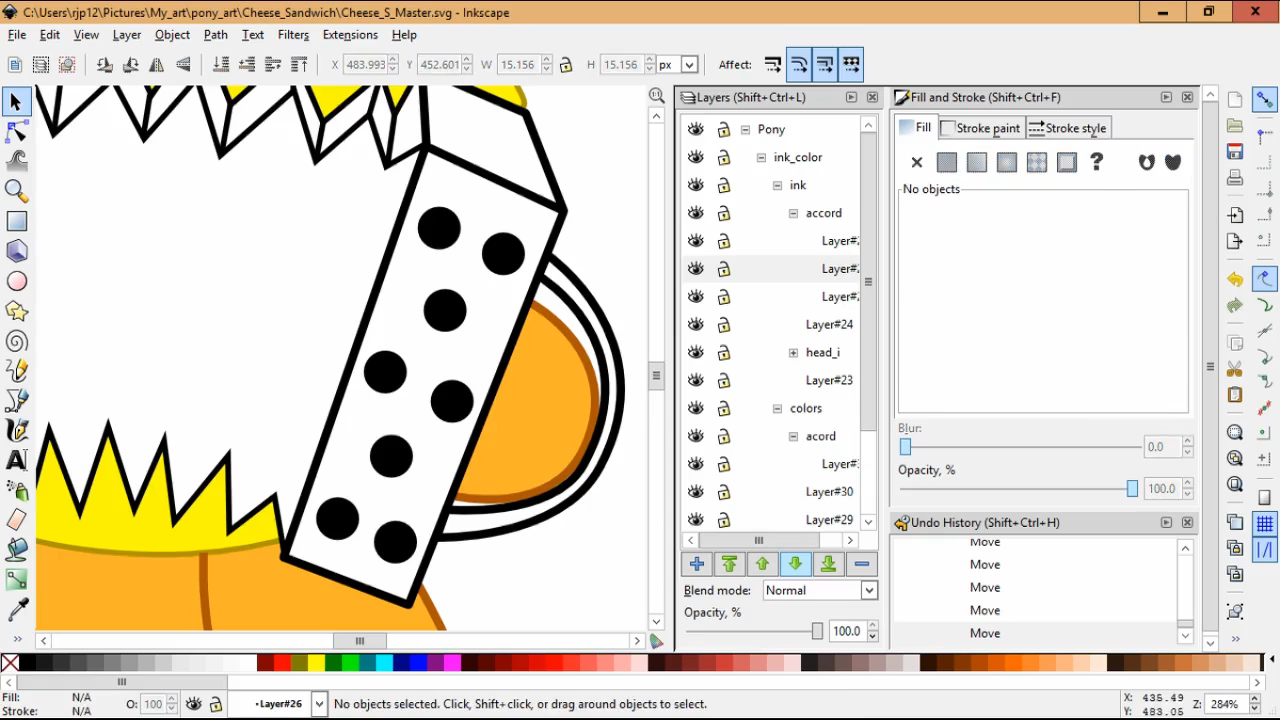 C:\Users\rjp12\Pictures\My_art\pony_art\Cheese_Sandwich\Cheese_S_Master.svg - Inkscape
File Edit View Layer Object Path Text Filters Extensions Help
X 483.993 Y 452.601 W 15.156 H 15.156 px Affect:
Layers (Shift+Ctrl+L)
Pony
ink_color
ink
accord
Layer#
Layer#
Layer#
Layer#24
head_i
Layer#23
colors
acord
Layer#
Layer#30
Layer#29
Blend mode: Normal
Opacity, %
100.0
Fill and Stroke (Shift+Ctrl+F)
Fill Stroke paint Stroke style
?
No objects
Blur:
0.0
Opacity, %
100.0
Undo History (Shift+Ctrl+H)
Move
Move
Move
Move
Move
Fill: N/A
Stroke: N/A
O: 100
•Layer#26
No objects selected. Click, Shift+click, or drag around objects to select.
X: 435.49
Y: 483.05
Z: 284%